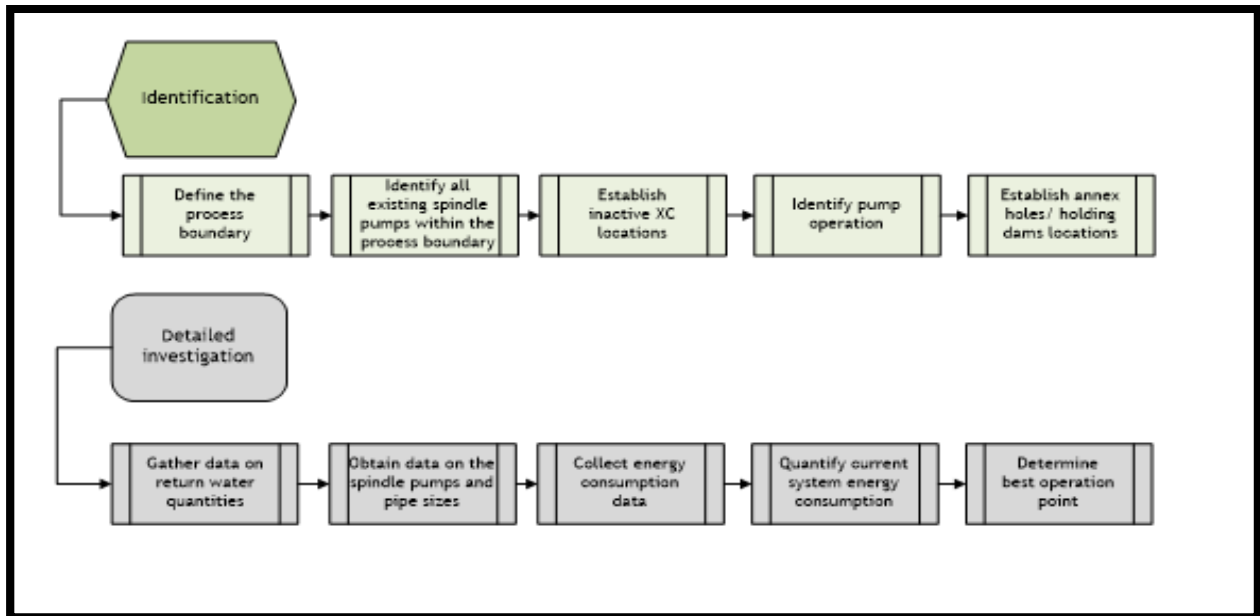 Identification
Define the
process
boundary
Identify all
existing spindle
pumps within the
process boundary
Establish
inactive XC
locations
Identify pump
operation
Establish annex
holes/ holding
dams locations
Detailed
investigation
Gather data on
return water
quantities
Obtain data on the
spindle pumps and
pipe sizes
Collect energy
consumption
data
Quantify current
system energy
consumption
Determine
best operation
point